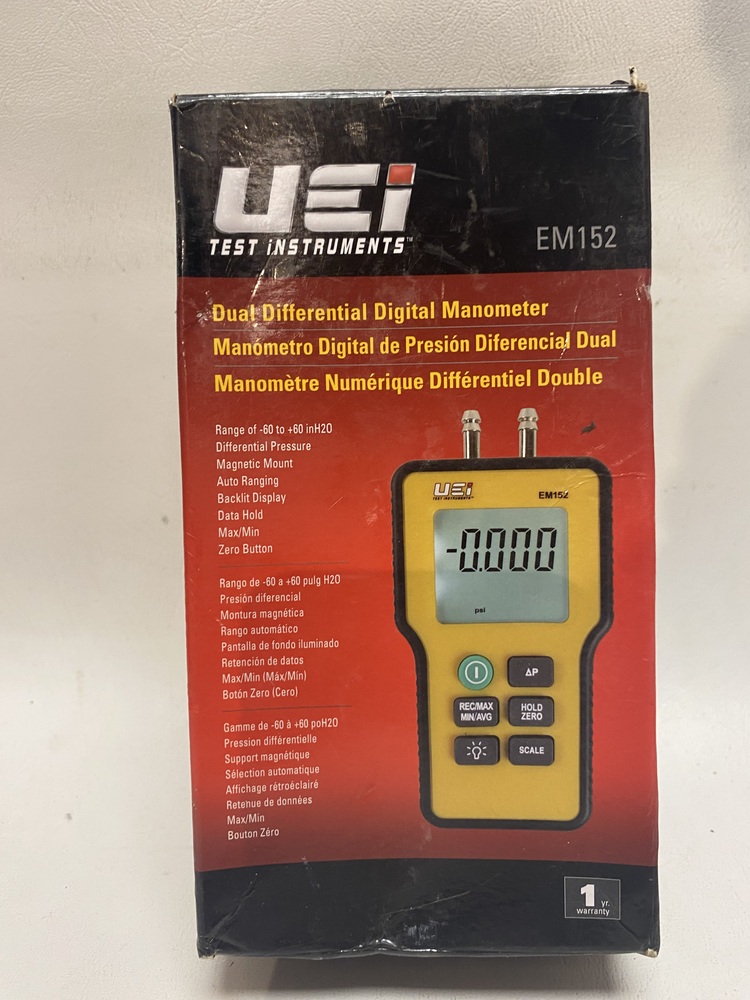 UEi
TEST iNSTRUMENTS™
EM152
Dual Differential Digital Manometer
Manómetro Digital de Presión Diferencial Dual
Manomètre Numérique Différentiel Double
Range of -60 to +60 inH2O
Differential Pressure
Magnetic Mount
Auto Ranging
Backlit Display
Data Hold
Max/Min
Zero Button
Rango de -60 a +60 pulg H2O
Presión diferencial
Montura magnética
Rango automático
Pantalla de fondo iluminado
Retención de datos
Max/Min (Máx/Mín)
Botón Zero (Cero)
Gamme de -60 à +60 poH2O
Pression différentielle
Support magnétique
Sélection automatique
Affichage rétroéclairé
Retenue de données
Max/Min
Bouton Zéro
UEi
TEST INSTRUMENTS
EM152
-0.000
psi
ΔP
REC/MAX
MIN/AVG
HOLD
ZERO
SCALE
1 yr.
warranty